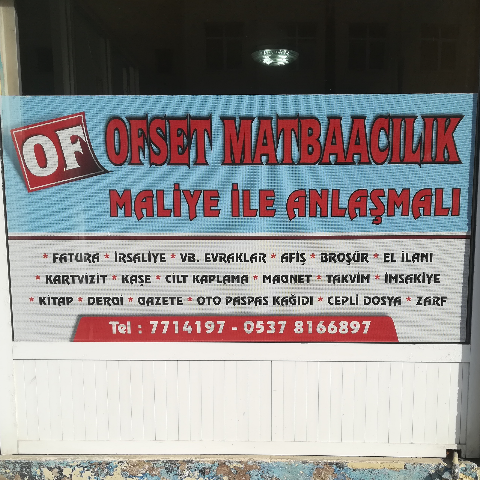 OF OFSET MATBAACILIK
MALİYE İLE ANLAŞMALI
* FATURA * İRSALİYE * VB. EVRAKLAR * AFİŞ * BROŞÜR * EL İLANI
* KARTVİZİT * KAŞE * CİLT KAPLAMA * MAGNET * TAKVİM * İMSAKİYE
* KİTAP * DERGİ * GAZETE * OTO PASPAS KAĞIDI * CEPLİ DOSYA * ZARF
Tel : 7714197 - 0537 8166897